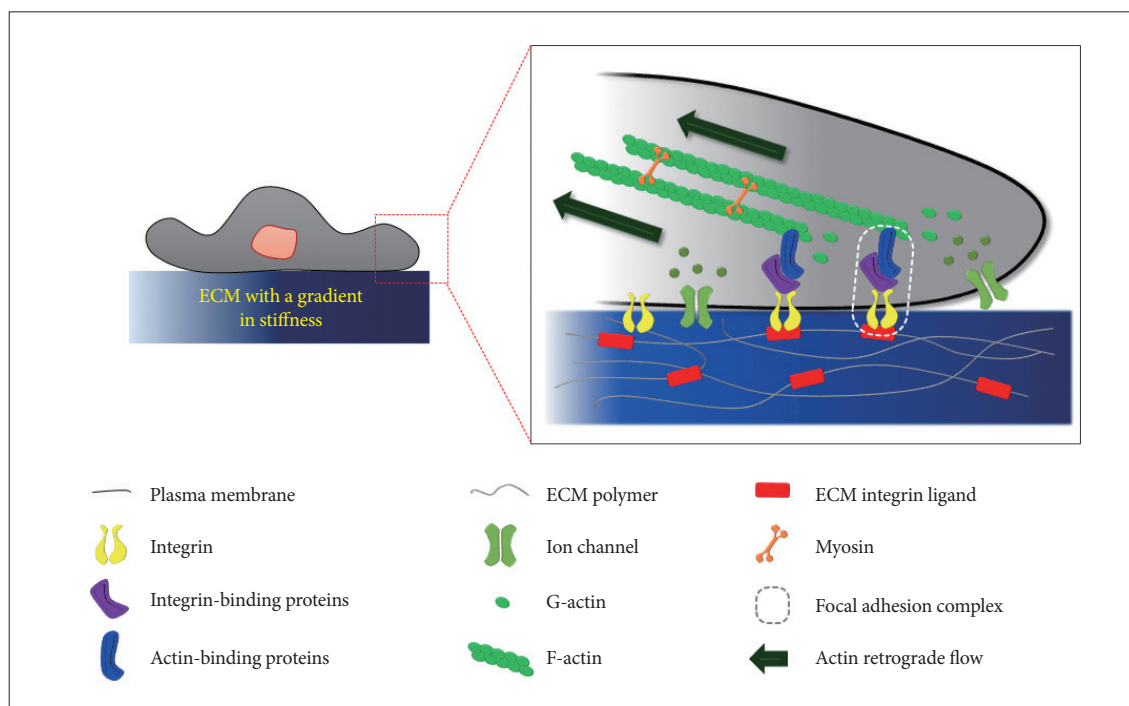 ECM with a gradient
in stiffness
Plasma membrane
ECM polymer
ECM integrin ligand
Integrin
Ion channel
Myosin
Integrin-binding proteins
G-actin
Focal adhesion complex
Actin-binding proteins
F-actin
Actin retrograde flow